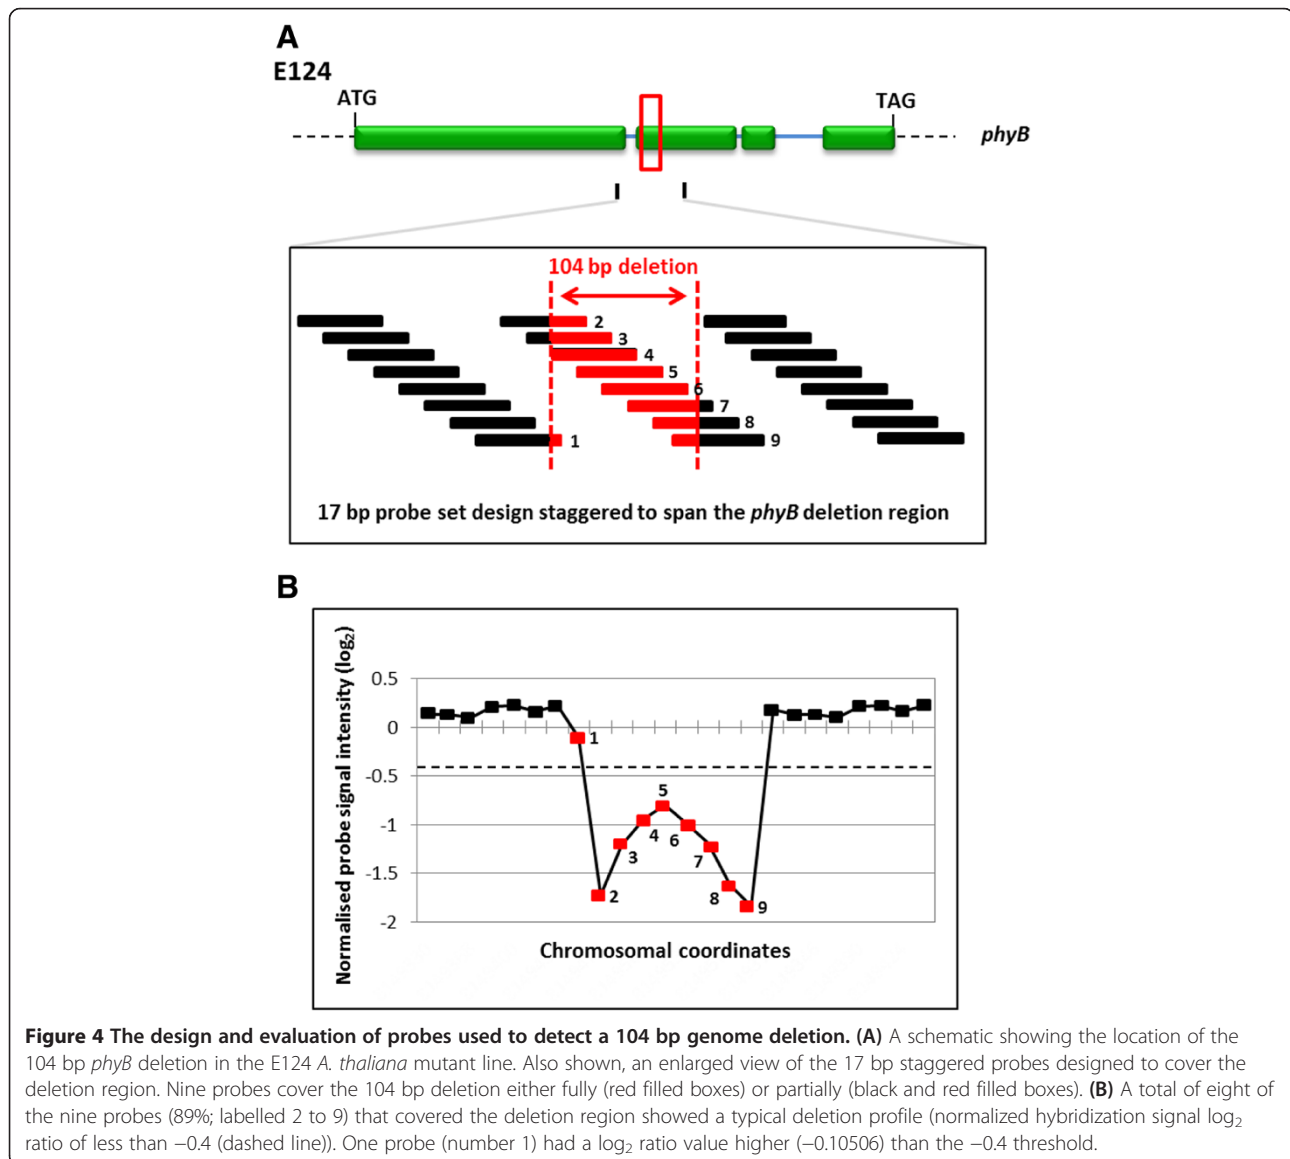 A
E124
ATG
TAG
phyB
104 bp deletion
2
3
4
5
6
7
8
1
9
17 bp probe set design staggered to span the phyB deletion region
B
Normalised probe signal intensity (log₂)
0.5
0
-0.5
-1
-1.5
-2
1
2
3
4
5
6
7
8
9
Chromosomal coordinates
Figure 4 The design and evaluation of probes used to detect a 104 bp genome deletion. (A) A schematic showing the location of the
104 bp phyB deletion in the E124 A. thaliana mutant line. Also shown, an enlarged view of the 17 bp staggered probes designed to cover the
deletion region. Nine probes cover the 104 bp deletion either fully (red filled boxes) or partially (black and red filled boxes). (B) A total of eight of
the nine probes (89%; labelled 2 to 9) that covered the deletion region showed a typical deletion profile (normalized hybridization signal log₂
ratio of less than −0.4 (dashed line)). One probe (number 1) had a log₂ ratio value higher (−0.10506) than the −0.4 threshold.